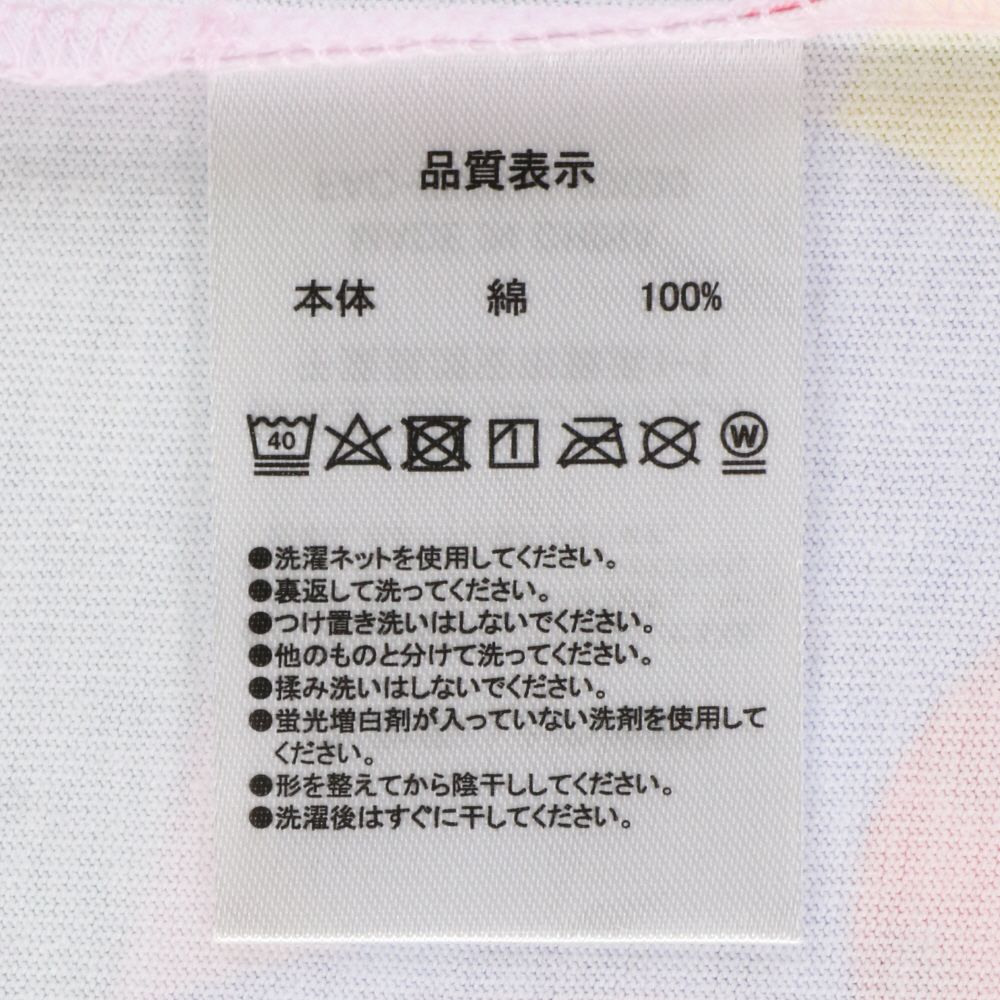 品質表示
本体 綿 100%
40 W
●洗濯ネットを使用してください。
●裏返して洗ってください。
●つけ置き洗いはしないでください。
●他のものと分けて洗ってください。
●揉み洗いはしないでください。
●蛍光増白剤が入っていない洗剤を使用して
ください。
●形を整えてから陰干ししてください。
●洗濯後はすぐに干してください。